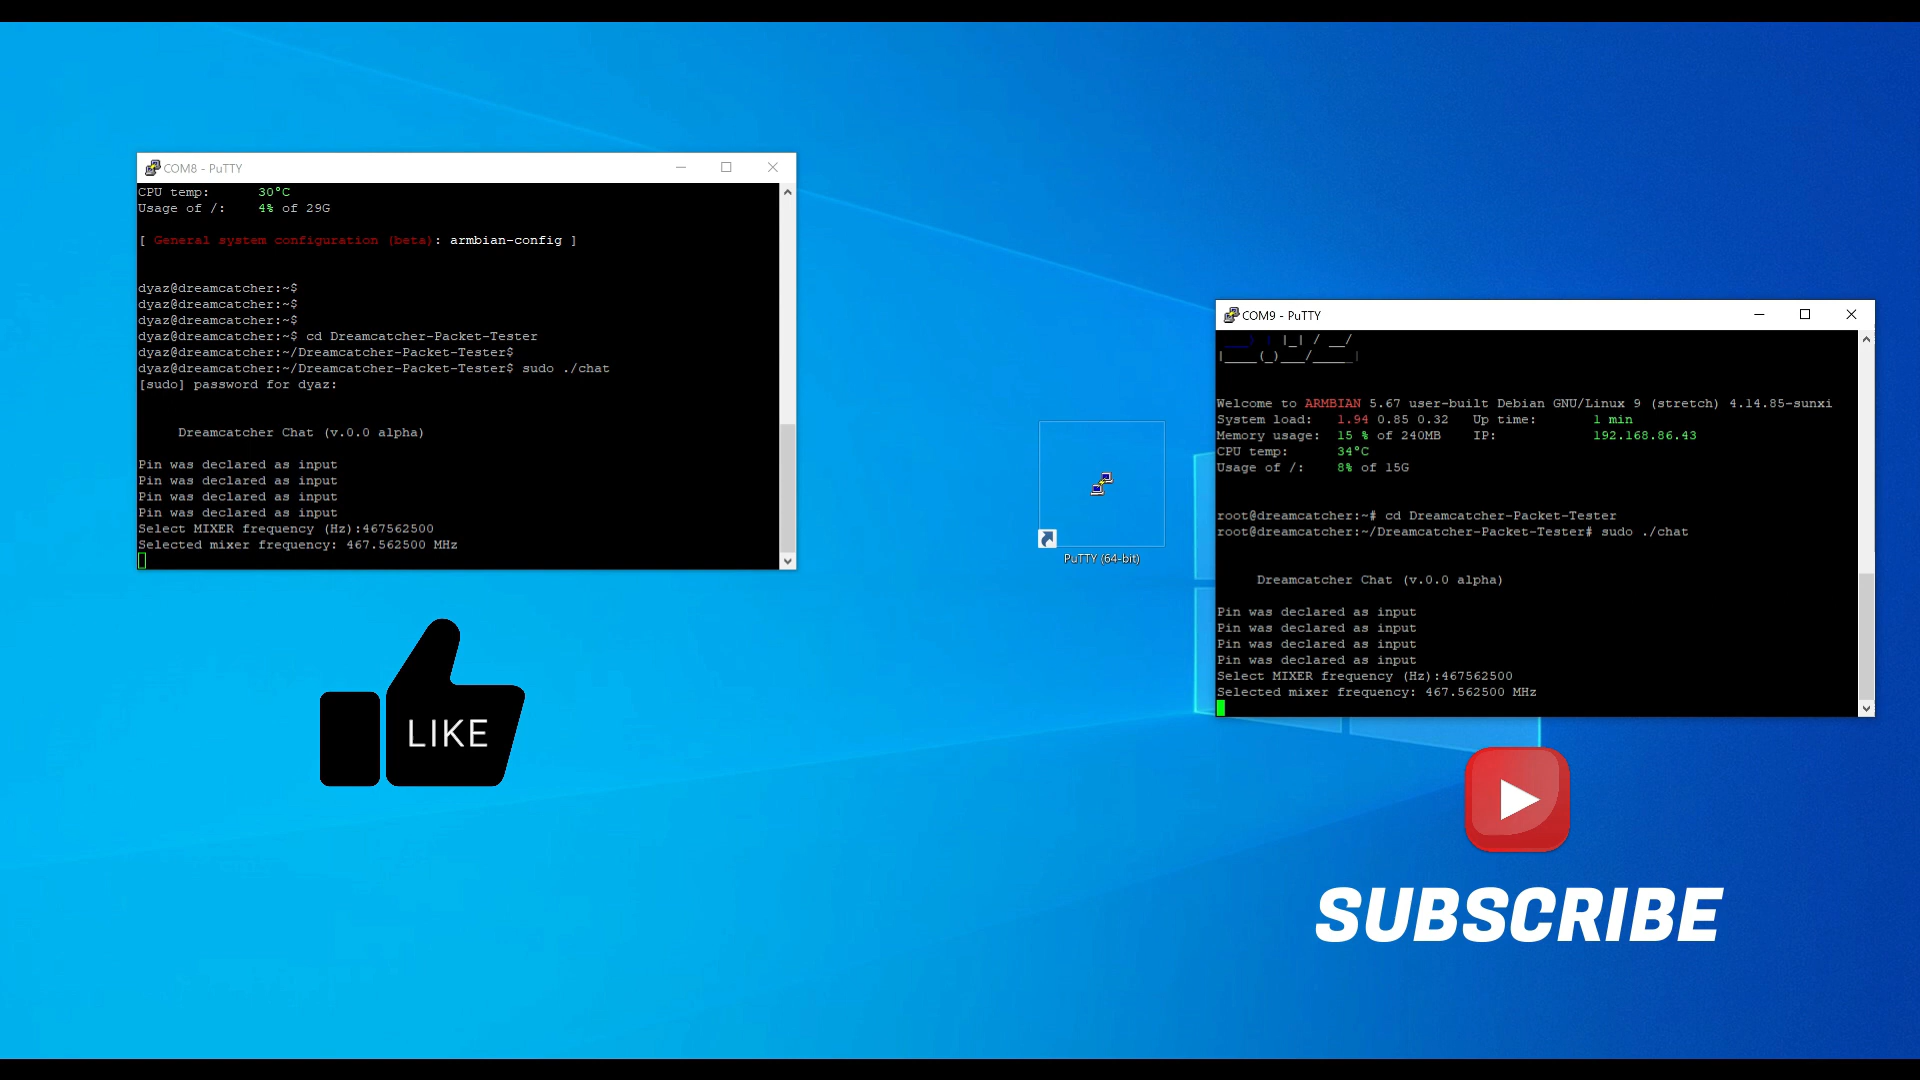 COM8 - PuTTY
CPU temp: 30°C
Usage of /: 4% of 29G
[ General system configuration (beta): armbian-config ]
dyaz@dreamcatcher:~$
dyaz@dreamcatcher:~$
dyaz@dreamcatcher:~$
dyaz@dreamcatcher:~$ cd Dreamcatcher-Packet-Tester
dyaz@dreamcatcher:~/Dreamcatcher-Packet-Tester$
dyaz@dreamcatcher:~/Dreamcatcher-Packet-Tester$ sudo ./chat
[sudo] password for dyaz:
Dreamcatcher Chat (v.0.0 alpha)
Pin was declared as input
Pin was declared as input
Pin was declared as input
Pin was declared as input
Select MIXER frequency (Hz):467562500
Selected mixer frequency: 467.562500 MHz
LIKE
PuTTY (64-bit)
COM9 - PuTTY
Welcome to ARMBIAN 5.67 user-built Debian GNU/Linux 9 (stretch) 4.14.85-sunxi
System load: 1.94 0.85 0.32 Up time: 1 min
Memory usage: 15 % of 240MB IP: 192.168.86.43
CPU temp: 34°C
Usage of /: 8% of 15G
root@dreamcatcher:~# cd Dreamcatcher-Packet-Tester
root@dreamcatcher:~/Dreamcatcher-Packet-Tester# sudo ./chat
Dreamcatcher Chat (v.0.0 alpha)
Pin was declared as input
Pin was declared as input
Pin was declared as input
Pin was declared as input
Select MIXER frequency (Hz):467562500
Selected mixer frequency: 467.562500 MHz
SUBSCRIBE